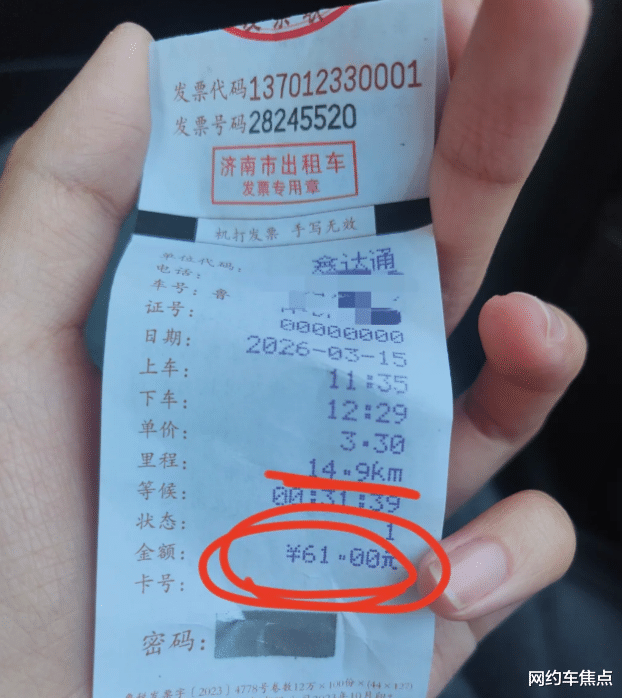 发票代码137012330001
发票号码28245520
济南市出租车
发票专用章
机打发票 手写无效
单位代码: 鑫达通
电话:
车号: 鲁
证号: 00000000
日期: 2026-03-15
上车: 11:35
下车: 12:29
单价: 3.30
里程: 14.9km
等候: 00:31:39
状态: 1
金额: ¥61.00元
卡号:
密码:
网约车焦点